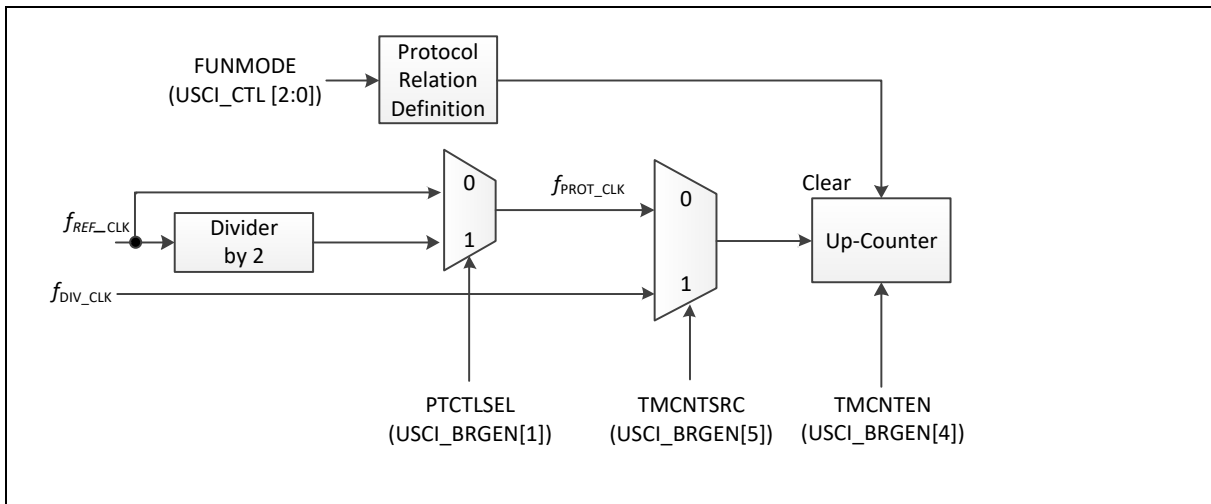 FUNMODE
(USCI_CTL [2:0])
Protocol
Relation
Definition
0
1
fPROT_CLK
0
1
Clear
fREF_CLK
Divider
by 2
Up-Counter
fDIV_CLK
PTCTLSEL
(USCI_BRGEN[1])
TMCNTSRC
(USCI_BRGEN[5])
TMCNTEN
(USCI_BRGEN[4])